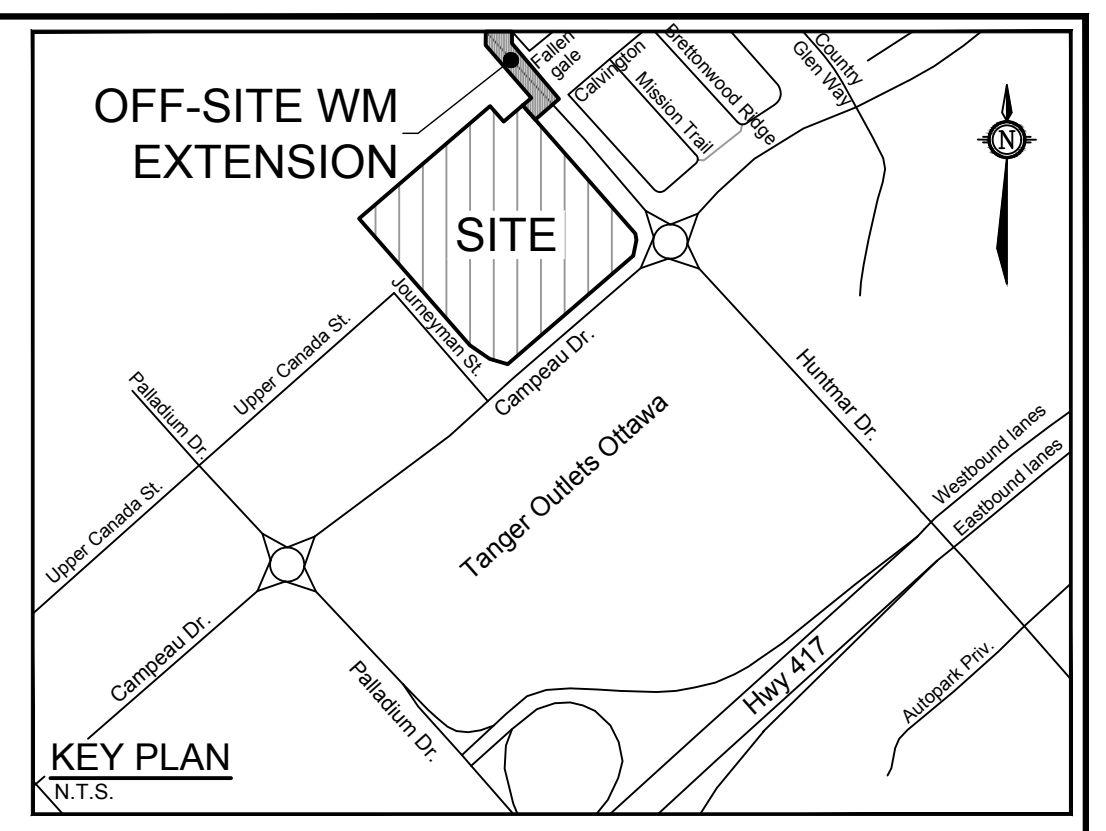 OFF-SITE WM
EXTENSION
Fallen
gale
Calvington
Mission Trail
Brettonwood Ridge
Country
Glen Way
N
SITE
Journeyman St.
Upper Canada St.
Campeau Dr.
Palladium Dr.
Huntmar Dr.
Westbound lanes
Eastbound lanes
Tanger Outlets Ottawa
Upper Canada St.
Campeau Dr.
Palladium Dr.
Hwy 417
Autopark Priv.
KEY PLAN
N.T.S.